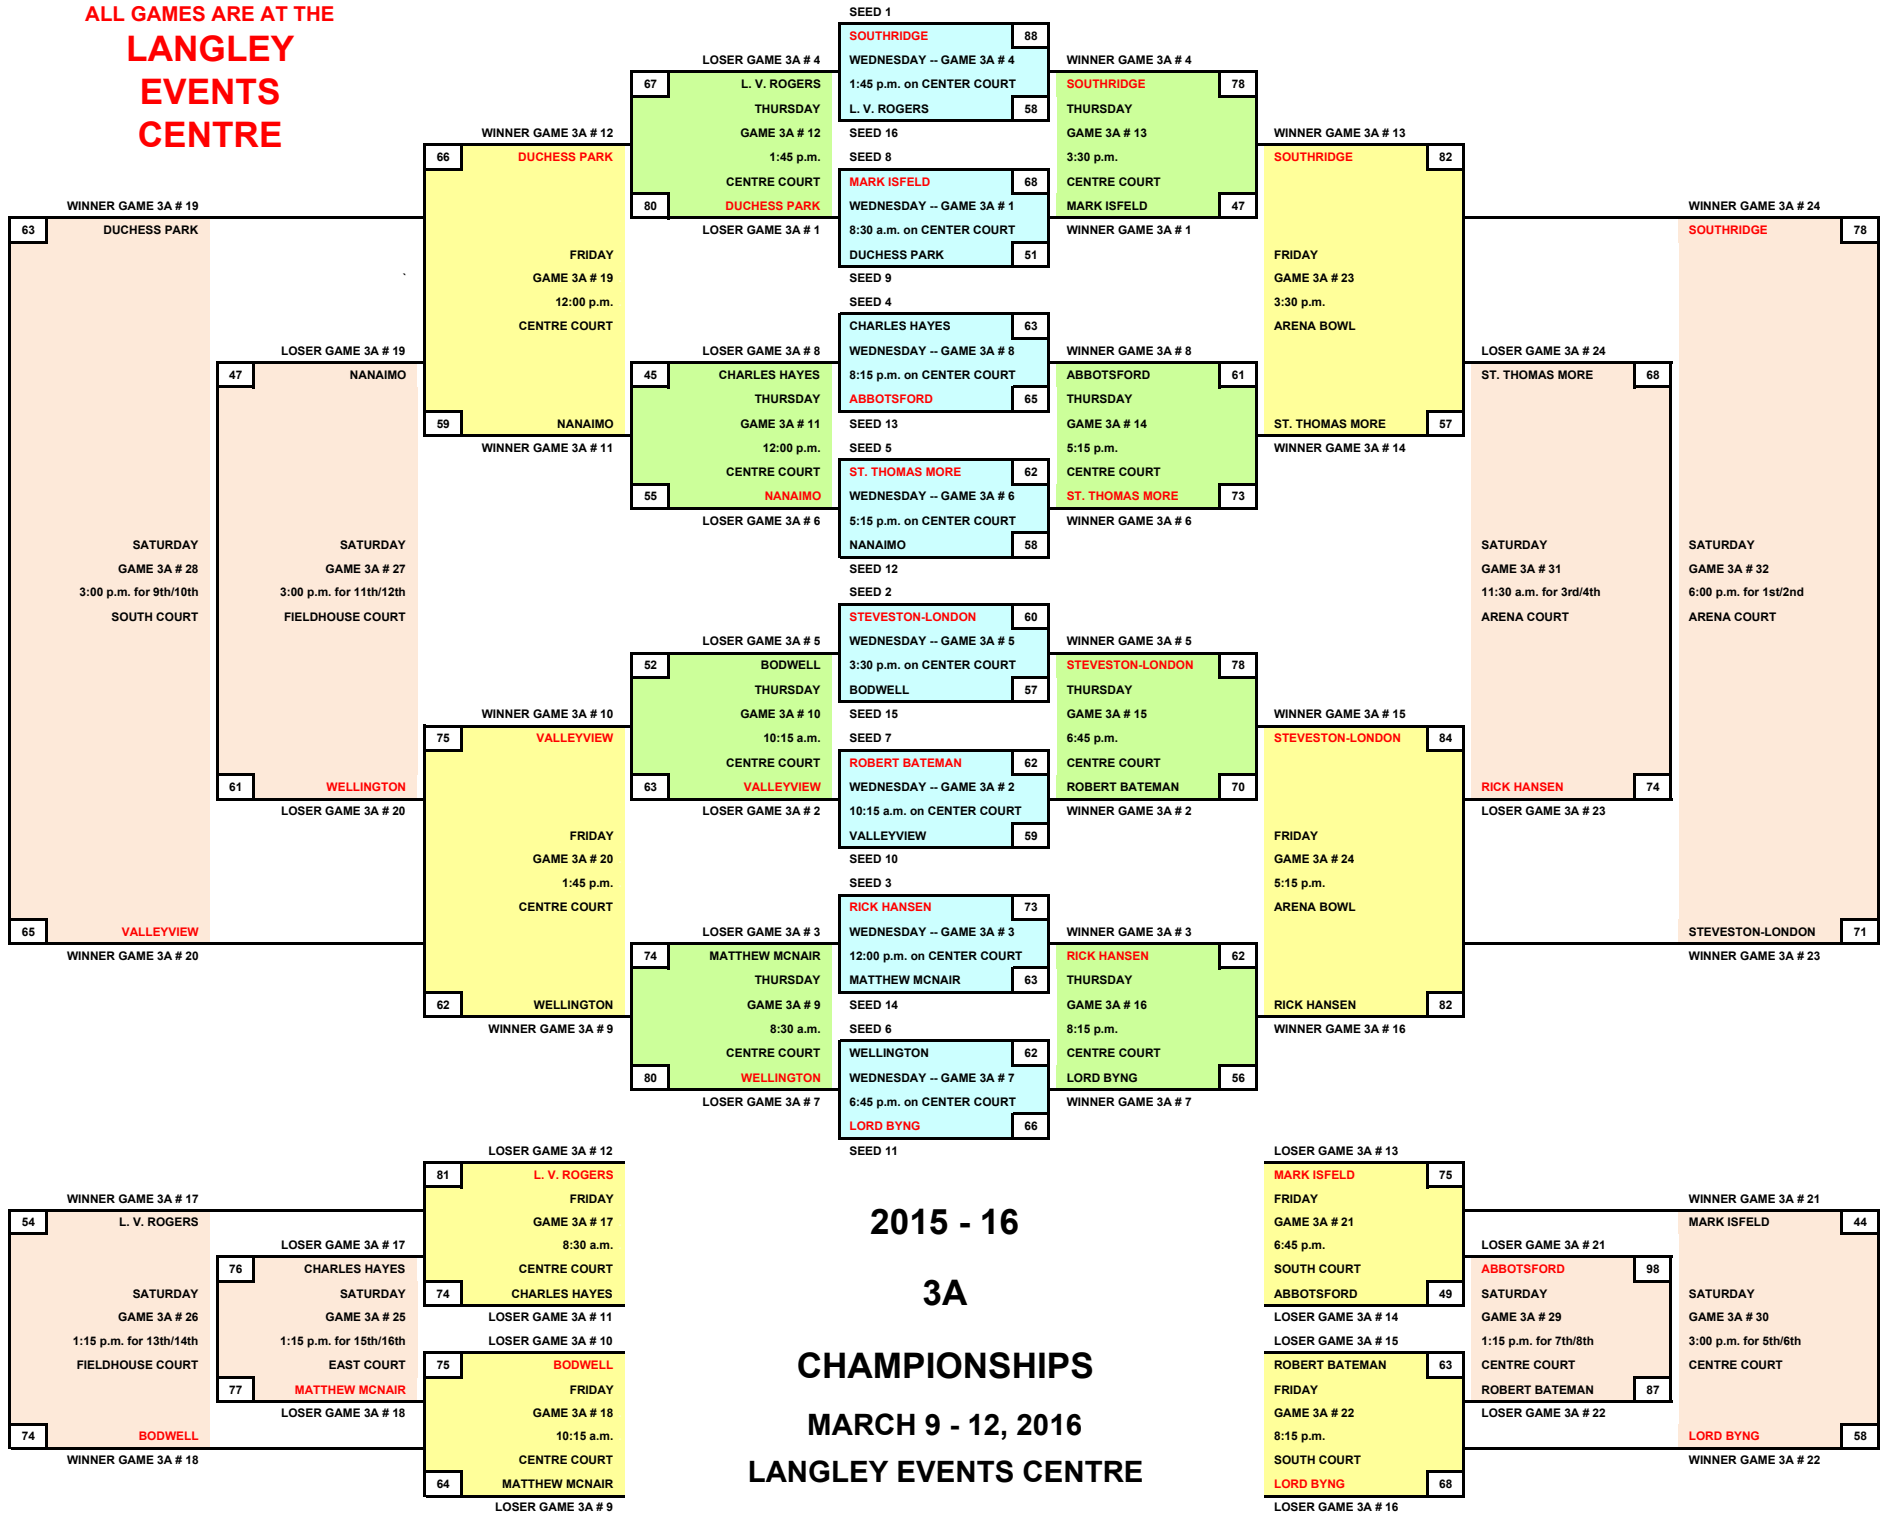 ALL GAMES ARE AT THE
LANGLEY
EVENTS
CENTRE
WINNER GAME 3A # 19
63
DUCHESS PARK
SATURDAY
GAME 3A # 28
3:00 p.m. for 9th/10th
SOUTH COURT
65
VALLEYVIEW
WINNER GAME 3A # 20
LOSER GAME 3A # 19
47
NANAIMO
SATURDAY
GAME 3A # 27
3:00 p.m. for 11th/12th
FIELDHOUSE COURT
61
WELLINGTON
LOSER GAME 3A # 20
WINNER GAME 3A # 12
66
DUCHESS PARK
FRIDAY
GAME 3A # 19
12:00 p.m.
CENTRE COURT
59
NANAIMO
WINNER GAME 3A # 11
WINNER GAME 3A # 10
75
VALLEYVIEW
FRIDAY
GAME 3A # 20
1:45 p.m.
CENTRE COURT
62
WELLINGTON
WINNER GAME 3A # 9
LOSER GAME 3A # 4
67
L. V. ROGERS
THURSDAY
GAME 3A # 12
1:45 p.m.
CENTRE COURT
80
DUCHESS PARK
LOSER GAME 3A # 1
LOSER GAME 3A # 8
45
CHARLES HAYES
THURSDAY
GAME 3A # 11
12:00 p.m.
CENTRE COURT
55
NANAIMO
LOSER GAME 3A # 6
LOSER GAME 3A # 5
52
BODWELL
THURSDAY
GAME 3A # 10
10:15 a.m.
CENTRE COURT
63
VALLEYVIEW
LOSER GAME 3A # 2
LOSER GAME 3A # 3
74
MATTHEW MCNAIR
THURSDAY
GAME 3A # 9
8:30 a.m.
CENTRE COURT
80
WELLINGTON
LOSER GAME 3A # 7
SEED 1
SOUTHRIDGE 88
WEDNESDAY -- GAME 3A # 4
1:45 p.m. on CENTER COURT
L. V. ROGERS 58
SEED 16
SEED 8
MARK ISFELD 68
WEDNESDAY -- GAME 3A # 1
8:30 a.m. on CENTER COURT
DUCHESS PARK 51
SEED 9
SEED 4
CHARLES HAYES 63
WEDNESDAY -- GAME 3A # 8
8:15 p.m. on CENTER COURT
ABBOTSFORD 65
SEED 13
SEED 5
ST. THOMAS MORE 62
WEDNESDAY -- GAME 3A # 6
5:15 p.m. on CENTER COURT
NANAIMO 58
SEED 12
SEED 2
STEVESTON-LONDON 60
WEDNESDAY -- GAME 3A # 5
3:30 p.m. on CENTER COURT
BODWELL 57
SEED 15
SEED 7
ROBERT BATEMAN 62
WEDNESDAY -- GAME 3A # 2
10:15 a.m. on CENTER COURT
VALLEYVIEW 59
SEED 10
SEED 3
RICK HANSEN 73
WEDNESDAY -- GAME 3A # 3
12:00 p.m. on CENTER COURT
MATTHEW MCNAIR 63
SEED 14
SEED 6
WELLINGTON 62
WEDNESDAY -- GAME 3A # 7
6:45 p.m. on CENTER COURT
LORD BYNG 66
SEED 11
WINNER GAME 3A # 4
SOUTHRIDGE 78
THURSDAY
GAME 3A # 13
3:30 p.m.
CENTRE COURT
MARK ISFELD 47
WINNER GAME 3A # 1
WINNER GAME 3A # 8
ABBOTSFORD 61
THURSDAY
GAME 3A # 14
5:15 p.m.
CENTRE COURT
ST. THOMAS MORE 73
WINNER GAME 3A # 6
WINNER GAME 3A # 5
STEVESTON-LONDON 78
THURSDAY
GAME 3A # 15
6:45 p.m.
CENTRE COURT
ROBERT BATEMAN 70
WINNER GAME 3A # 2
WINNER GAME 3A # 3
RICK HANSEN 62
THURSDAY
GAME 3A # 16
8:15 p.m.
CENTRE COURT
LORD BYNG 56
WINNER GAME 3A # 7
WINNER GAME 3A # 13
SOUTHRIDGE 82
FRIDAY
GAME 3A # 23
3:30 p.m.
ARENA BOWL
ST. THOMAS MORE 57
WINNER GAME 3A # 14
WINNER GAME 3A # 15
STEVESTON-LONDON 84
FRIDAY
GAME 3A # 24
5:15 p.m.
ARENA BOWL
RICK HANSEN 82
WINNER GAME 3A # 16
LOSER GAME 3A # 24
ST. THOMAS MORE 68
SATURDAY
GAME 3A # 31
11:30 a.m. for 3rd/4th
ARENA COURT
RICK HANSEN 74
LOSER GAME 3A # 23
WINNER GAME 3A # 24
SOUTHRIDGE 78
SATURDAY
GAME 3A # 32
6:00 p.m. for 1st/2nd
ARENA COURT
STEVESTON-LONDON 71
WINNER GAME 3A # 23
WINNER GAME 3A # 17
54
L. V. ROGERS
SATURDAY
GAME 3A # 26
1:15 p.m. for 13th/14th
FIELDHOUSE COURT
74
BODWELL
WINNER GAME 3A # 18
LOSER GAME 3A # 17
76
CHARLES HAYES
SATURDAY
GAME 3A # 25
1:15 p.m. for 15th/16th
EAST COURT
77
MATTHEW MCNAIR
LOSER GAME 3A # 18
LOSER GAME 3A # 12
81
L. V. ROGERS
FRIDAY
GAME 3A # 17
8:30 a.m.
CENTRE COURT
74
CHARLES HAYES
LOSER GAME 3A # 11
LOSER GAME 3A # 10
75
BODWELL
FRIDAY
GAME 3A # 18
10:15 a.m.
CENTRE COURT
64
MATTHEW MCNAIR
LOSER GAME 3A # 9
2015 - 16
3A
CHAMPIONSHIPS
MARCH 9 - 12, 2016
LANGLEY EVENTS CENTRE
LOSER GAME 3A # 13
MARK ISFELD 75
FRIDAY
GAME 3A # 21
6:45 p.m.
SOUTH COURT
ABBOTSFORD 49
LOSER GAME 3A # 14
LOSER GAME 3A # 15
ROBERT BATEMAN 63
FRIDAY
GAME 3A # 22
8:15 p.m.
SOUTH COURT
LORD BYNG 68
LOSER GAME 3A # 16
LOSER GAME 3A # 21
ABBOTSFORD 98
SATURDAY
GAME 3A # 29
1:15 p.m. for 7th/8th
CENTRE COURT
ROBERT BATEMAN 87
LOSER GAME 3A # 22
WINNER GAME 3A # 21
MARK ISFELD 44
SATURDAY
GAME 3A # 30
3:00 p.m. for 5th/6th
CENTRE COURT
LORD BYNG 58
WINNER GAME 3A # 22